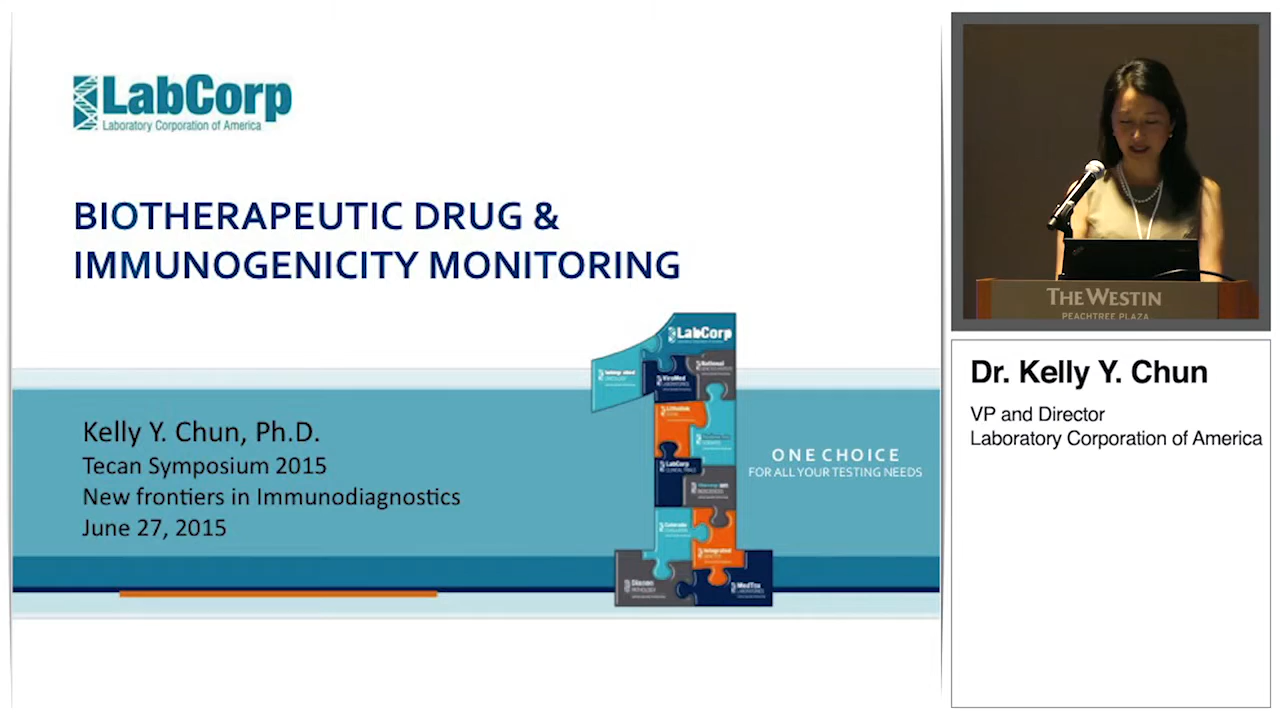 LabCorp
Laboratory Corporation of America
BIOTHERAPEUTIC DRUG &
IMMUNOGENICITY MONITORING
LabCorp
ViroMed
LabCorp
Kelly Y. Chun, Ph.D.
Tecan Symposium 2015
New frontiers in Immunodiagnostics
June 27, 2015
ONE CHOICE
FOR ALL YOUR TESTING NEEDS
THE WESTIN
PEACHTREE PLAZA
Dr. Kelly Y. Chun
VP and Director
Laboratory Corporation of America